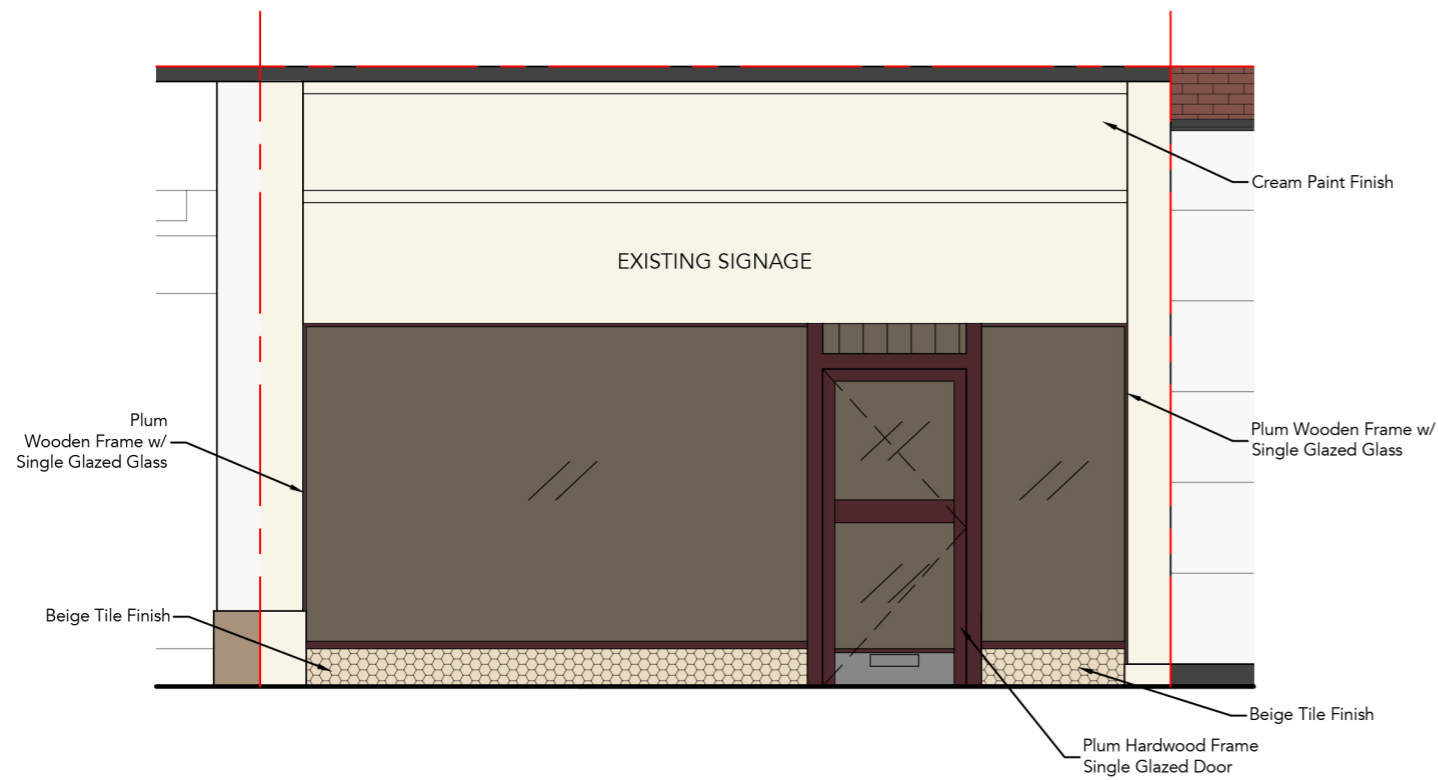 Cream Paint Finish
EXISTING SIGNAGE
Plum
Wooden Frame w/
Single Glazed Glass
Plum Wooden Frame w/
Single Glazed Glass
Beige Tile Finish
Beige Tile Finish
Plum Hardwood Frame
Single Glazed Door